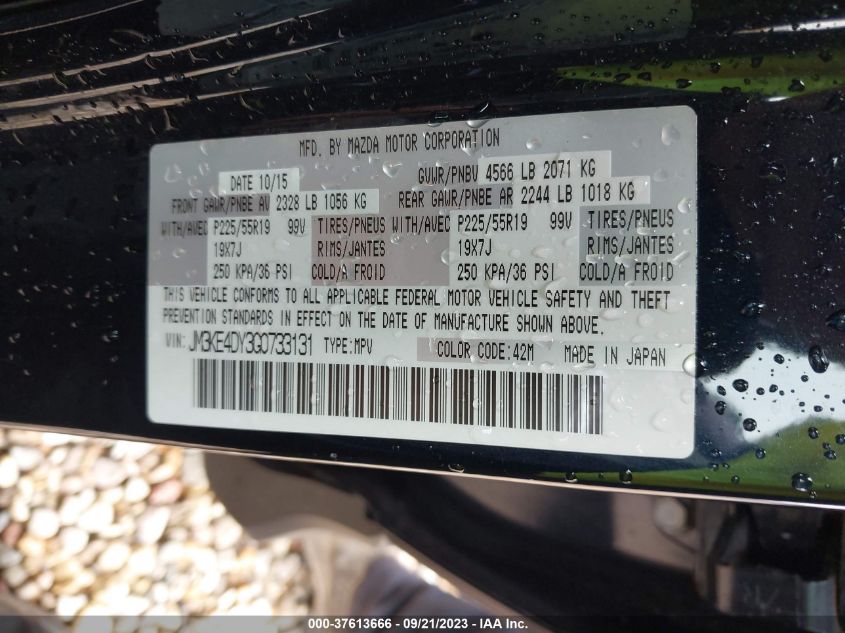 MFD. BY MAZDA MOTOR CORPORATION
DATE 10/15 GVWR/PNBV 4566 LB 2071 KG
FRONT GAWR/PNBE AV 2328 LB 1056 KG REAR GAWR/PNBE AR 2244 LB 1018 KG
WITH/AVEC P225/55R19 99V TIRES/PNEUS WITH/AVEC P225/55R19 99V TIRES/PNEUS
19X7J RIMS/JANTES 19X7J RIMS/JANTES
250 KPA/36 PSI COLD/A FROID 250 KPA/36 PSI COLD/A FROID
THIS VEHICLE CONFORMS TO ALL APPLICABLE FEDERAL MOTOR VEHICLE SAFETY AND THEFT
PREVENTION STANDARDS IN EFFECT ON THE DATE OF MANUFACTURE SHOWN ABOVE.
VIN: JM3KE4DY3G0733131 TYPE:MPV COLOR CODE:42M MADE IN JAPAN
000-37613666 - 09/21/2023 - IAA Inc.